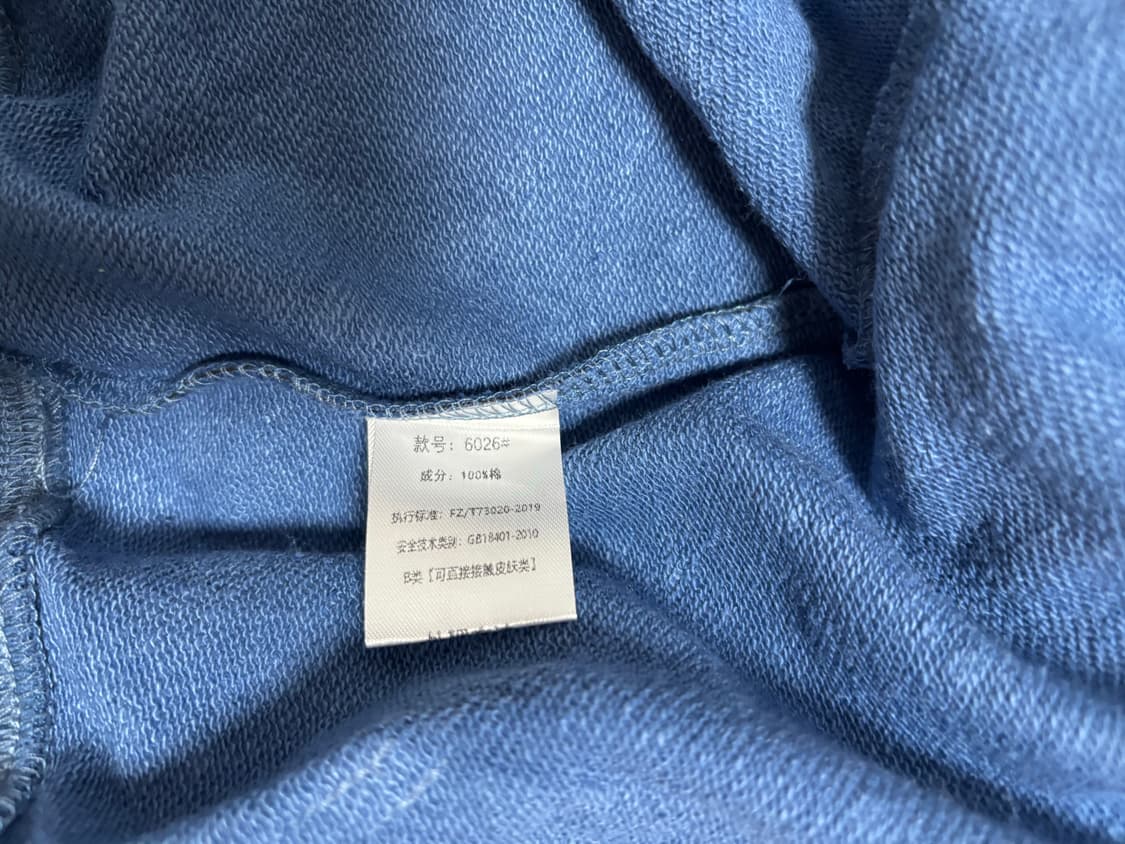 款号：6026#
成分：100%棉
执行标准：FZ/T73020-2019
安全技术类别：GB18401-2010
B类【可直接接触皮肤类】